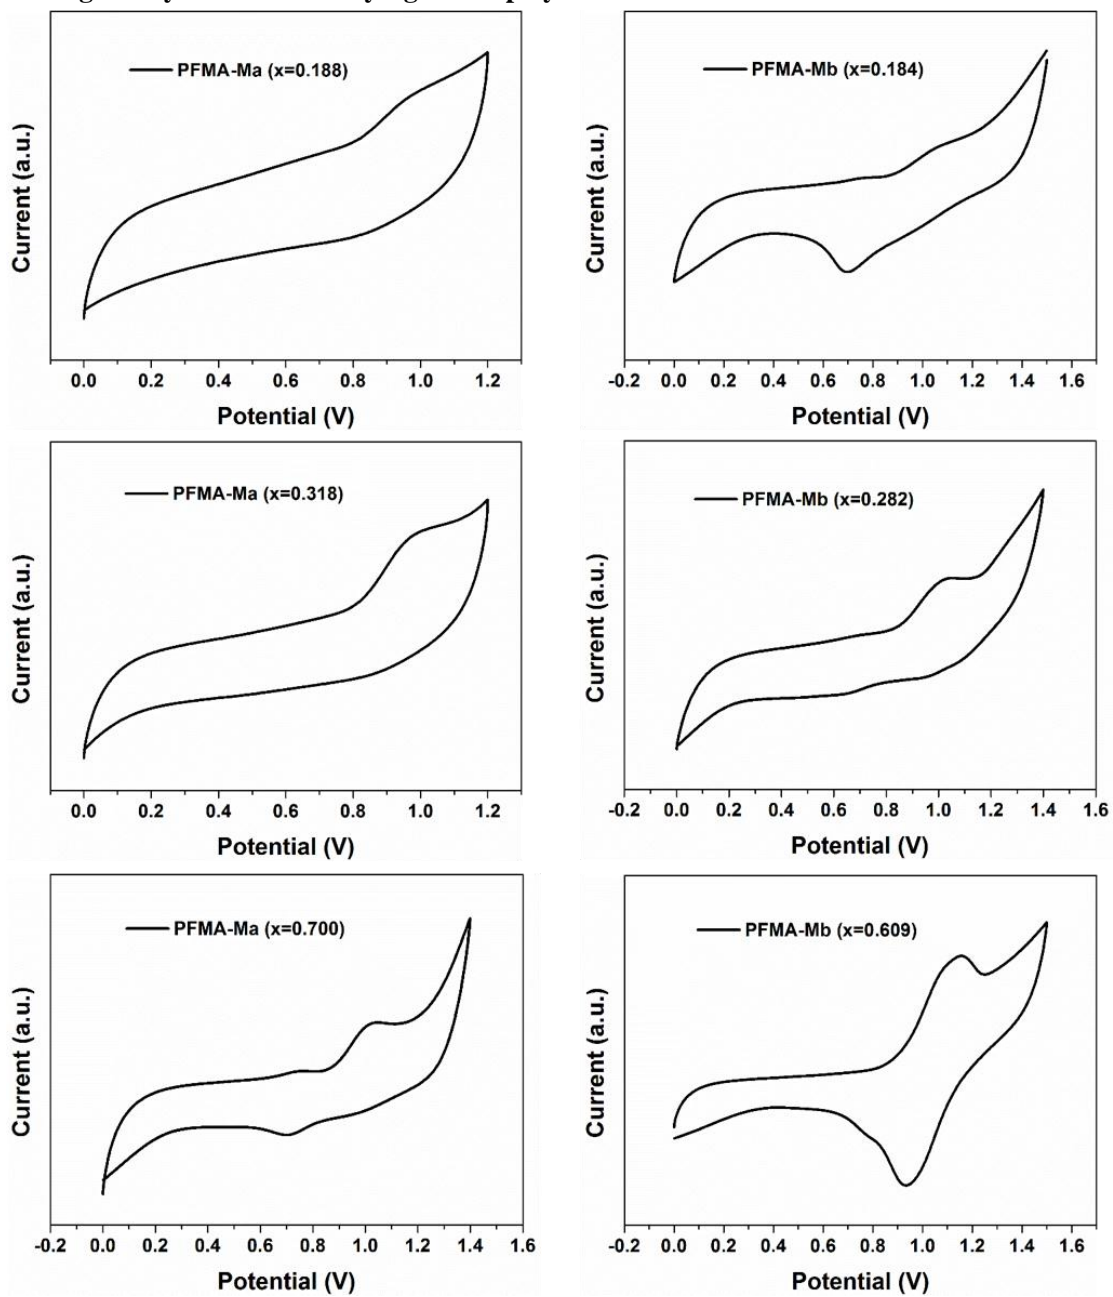 PFMA-Ma (x=0.188)
Current (a.u.)
0.0 0.2 0.4 0.6 0.8 1.0 1.2
Potential (V)
PFMA-Mb (x=0.184)
Current (a.u.)
-0.2 0.0 0.2 0.4 0.6 0.8 1.0 1.2 1.4 1.6
Potential (V)
PFMA-Ma (x=0.318)
Current (a.u.)
0.0 0.2 0.4 0.6 0.8 1.0 1.2
Potential (V)
PFMA-Mb (x=0.282)
Current (a.u.)
-0.2 0.0 0.2 0.4 0.6 0.8 1.0 1.2 1.4 1.6
Potential (V)
PFMA-Ma (x=0.700)
Current (a.u.)
-0.2 0.0 0.2 0.4 0.6 0.8 1.0 1.2 1.4 1.6
Potential (V)
PFMA-Mb (x=0.609)
Current (a.u.)
-0.2 0.0 0.2 0.4 0.6 0.8 1.0 1.2 1.4 1.6
Potential (V)